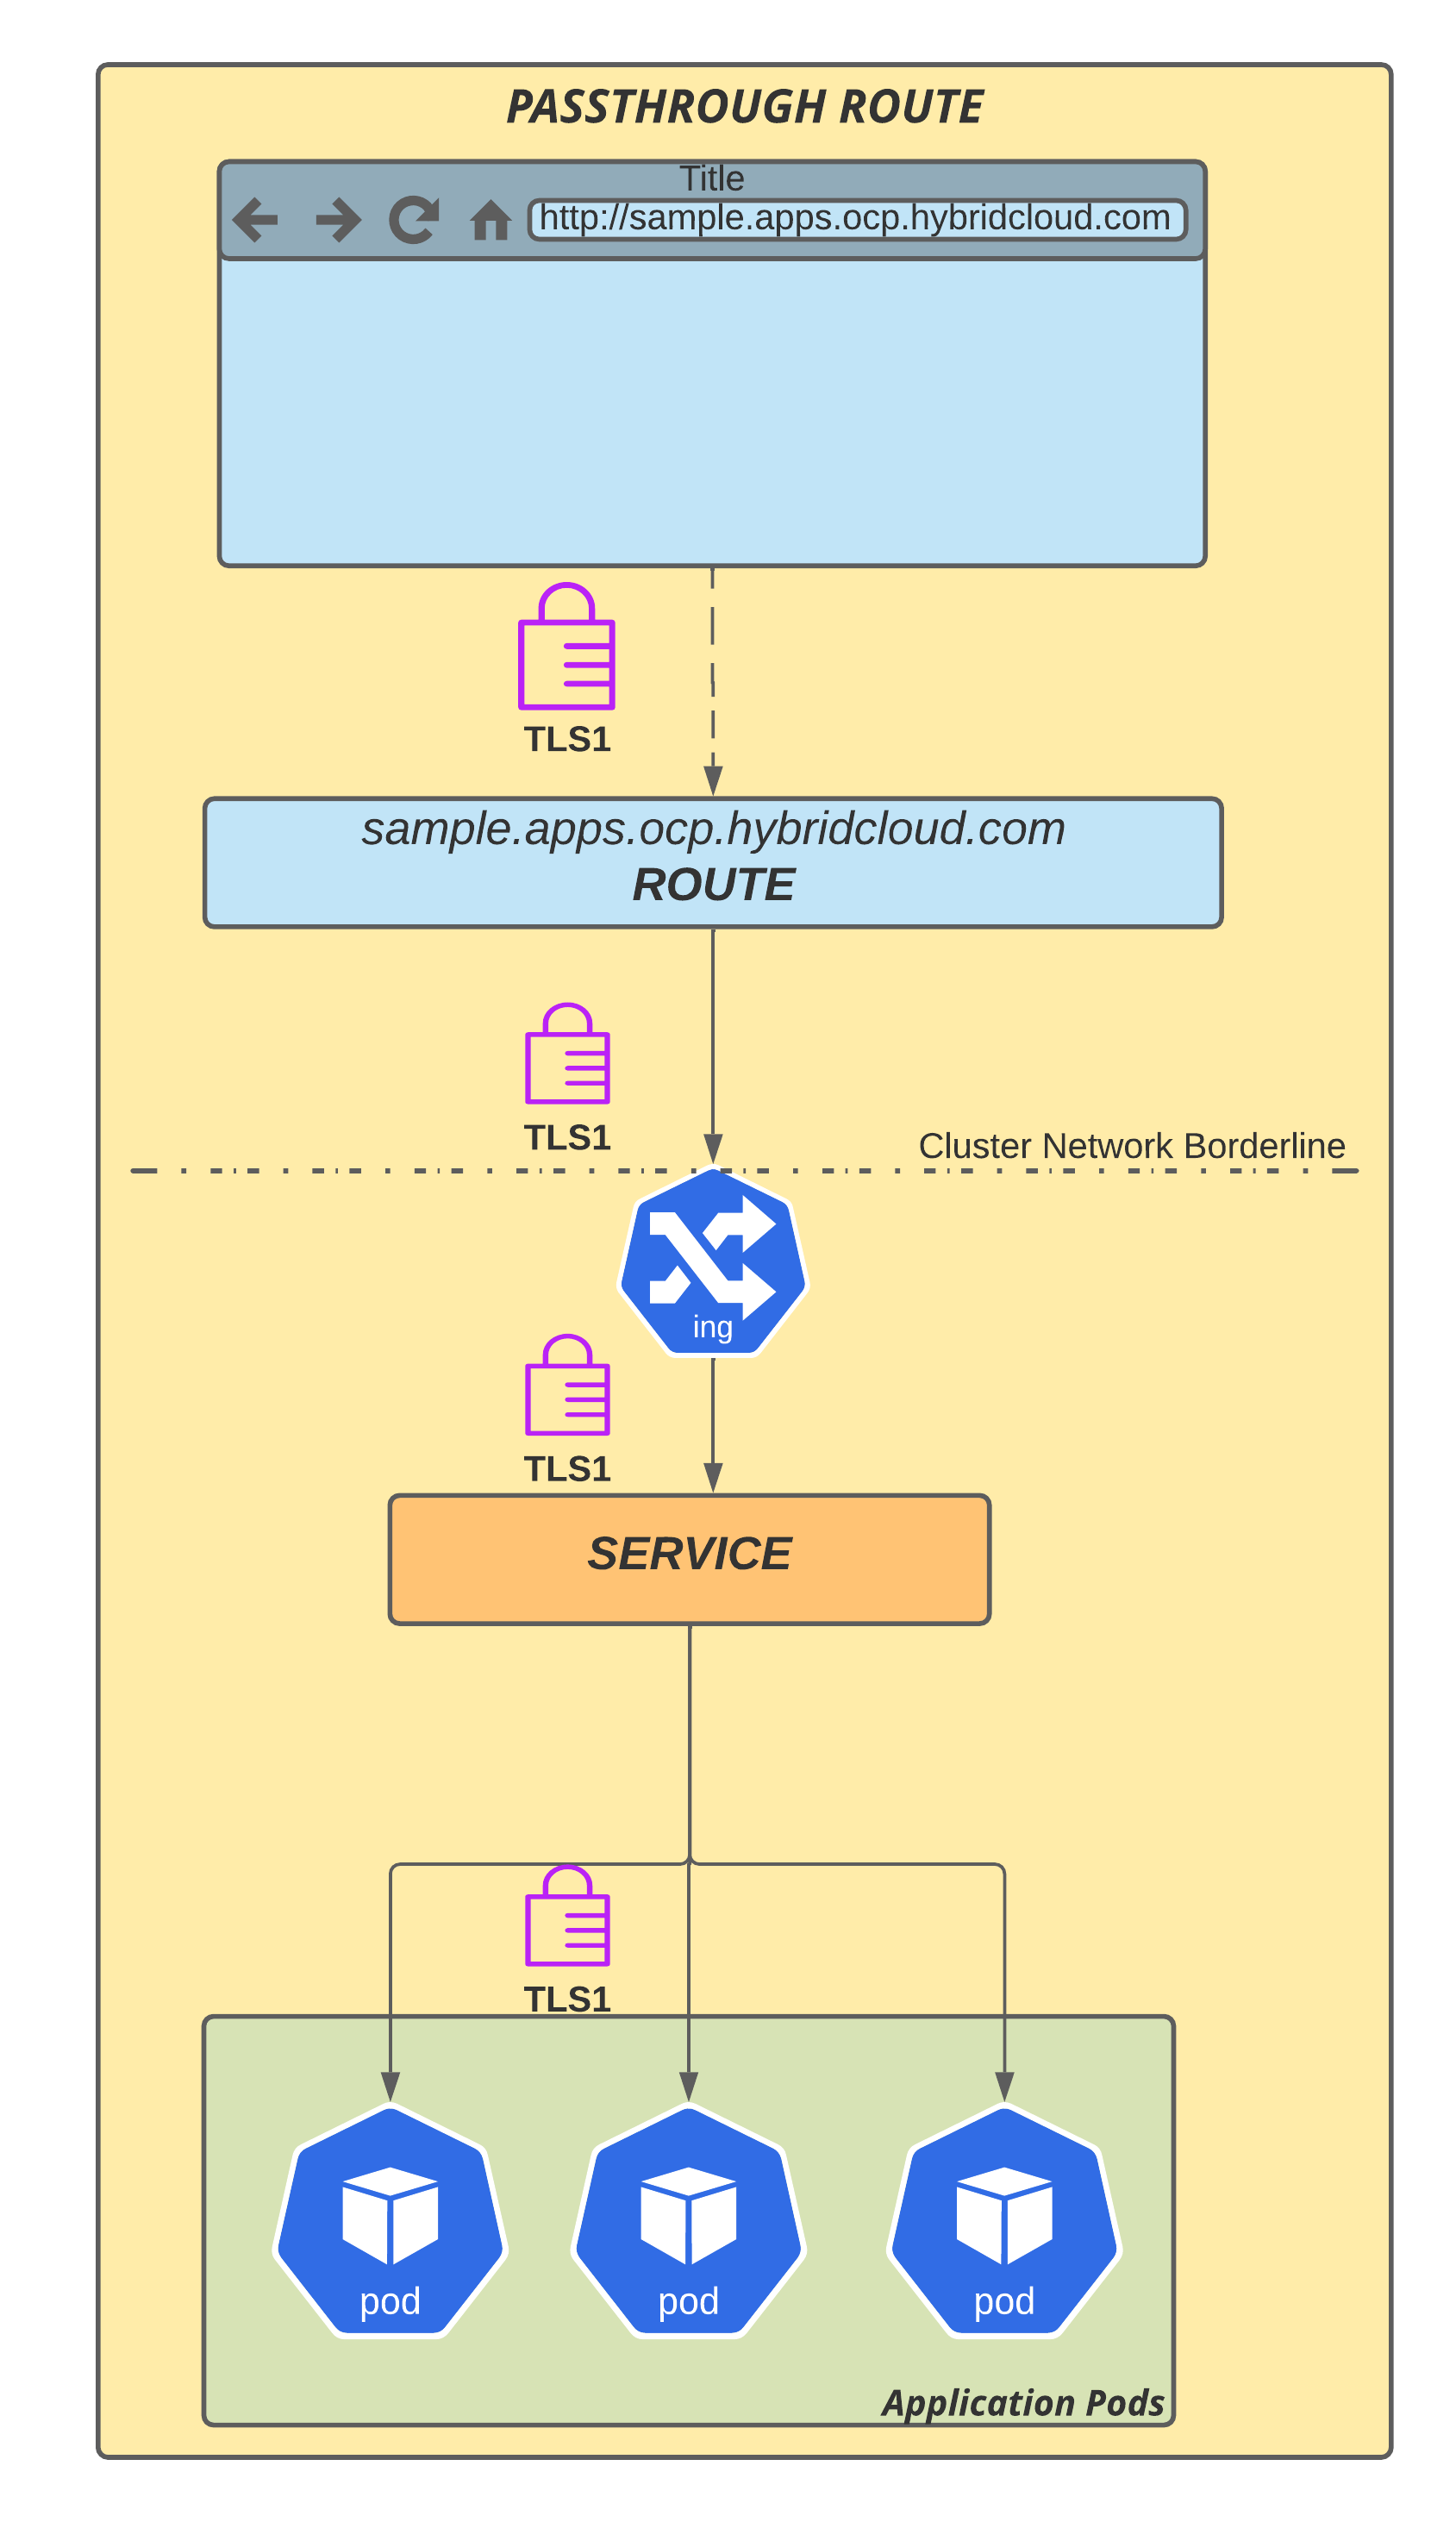 PASSTHROUGH ROUTE
Title
http://sample.apps.ocp.hybridcloud.com
TLS1
sample.apps.ocp.hybridcloud.com
ROUTE
TLS1
Cluster Network Borderline
ing
TLS1
SERVICE
TLS1
pod
pod
pod
Application Pods